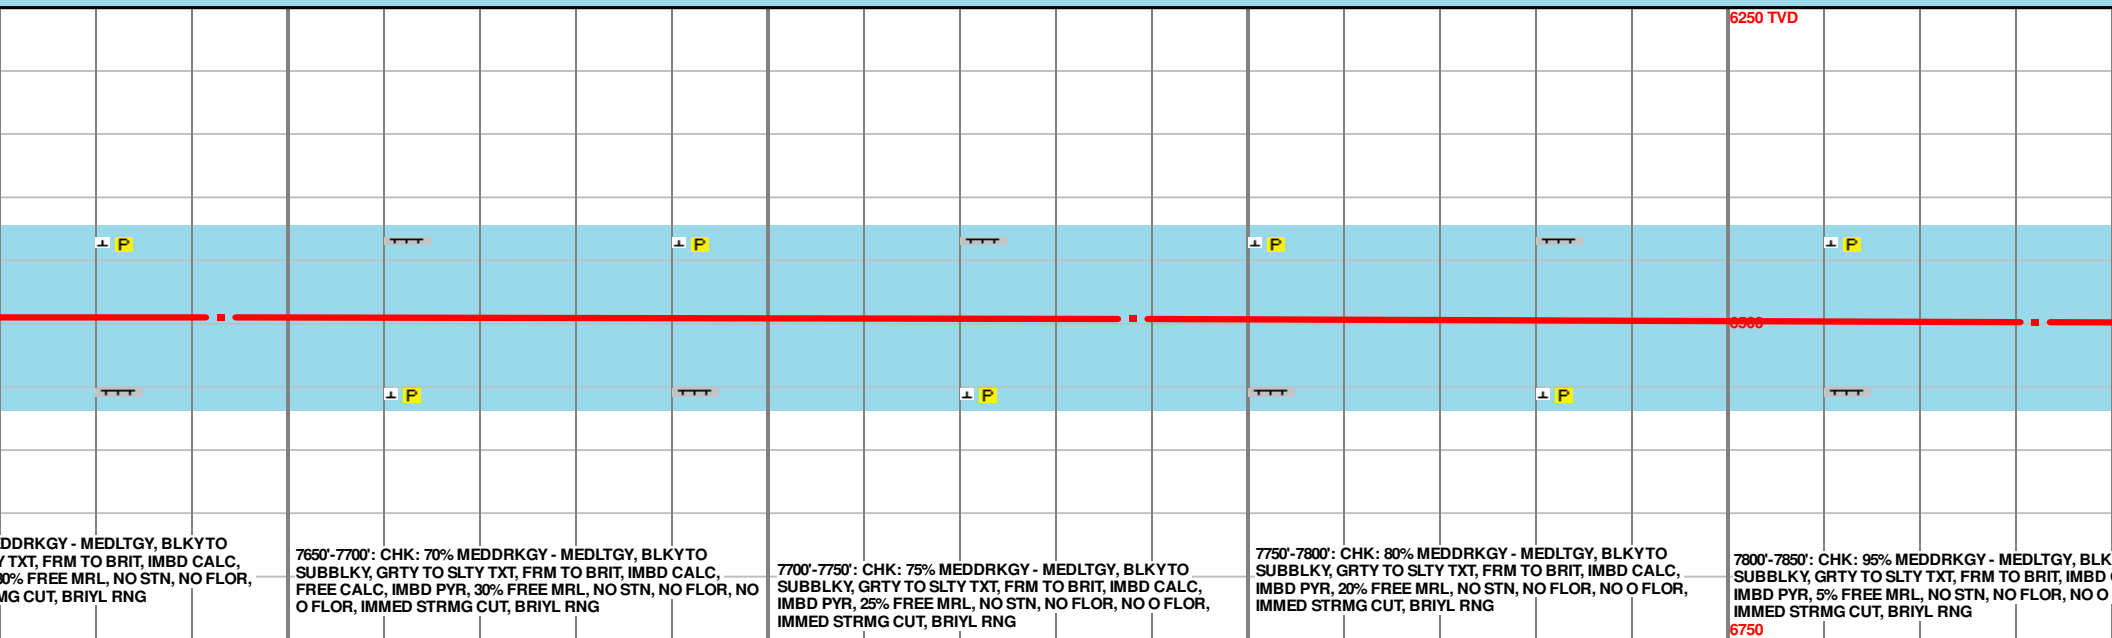 6250 TVD
P
P
P
P
6500
P
P
P
DDRKGY - MEDLTGY, BLKYTO
Y TXT, FRM TO BRIT, IMBD CALC,
0% FREE MRL, NO STN, NO FLOR,
MG CUT, BRIYL RNG
7650'-7700': CHK: 70% MEDDRKGY - MEDLTGY, BLKYTO
SUBBLKY, GRTY TO SLTY TXT, FRM TO BRIT, IMBD CALC,
FREE CALC, IMBD PYR, 30% FREE MRL, NO STN, NO FLOR, NO
O FLOR, IMMED STRMG CUT, BRIYL RNG
7700'-7750': CHK: 75% MEDDRKGY - MEDLTGY, BLKYTO
SUBBLKY, GRTY TO SLTY TXT, FRM TO BRIT, IMBD CALC,
IMBD PYR, 25% FREE MRL, NO STN, NO FLOR, NO O FLOR,
IMMED STRMG CUT, BRIYL RNG
7750'-7800': CHK: 80% MEDDRKGY - MEDLTGY, BLKYTO
SUBBLKY, GRTY TO SLTY TXT, FRM TO BRIT, IMBD CALC,
IMBD PYR, 20% FREE MRL, NO STN, NO FLOR, NO O FLOR,
IMMED STRMG CUT, BRIYL RNG
7800'-7850': CHK: 95% MEDDRKGY - MEDLTGY, BLK
SUBBLKY, GRTY TO SLTY TXT, FRM TO BRIT, IMBD
IMBD PYR, 5% FREE MRL, NO STN, NO FLOR, NO O
IMMED STRMG CUT, BRIYL RNG
6750